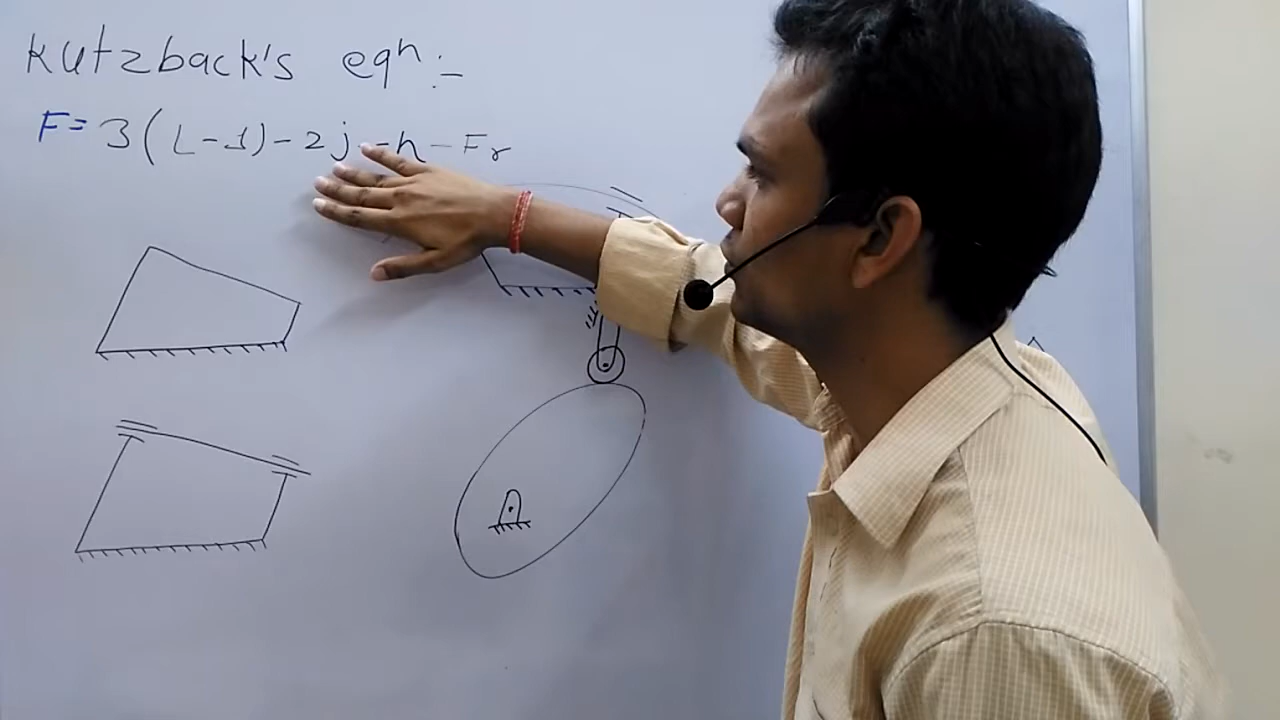 Kutzback's eqn:-
F= 3(L-1)-2j-h-Fr